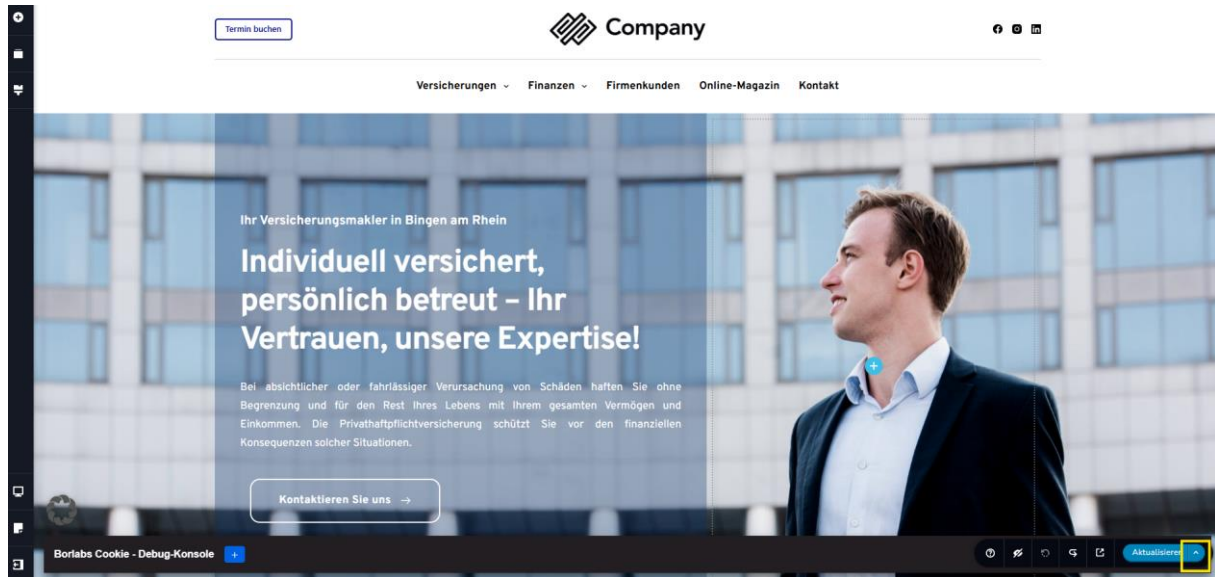 Termin buchen
Company
Versicherungen
Finanzen
Firmenkunden
Online-Magazin
Kontakt
Ihr Versicherungsmakler in Bingen am Rhein
Individuell versichert,
persönlich betreut – Ihr
Vertrauen, unsere Expertise!
Bei absichtlicher oder fahrlässiger Verursachung von Schäden haften Sie ohne
Begrenzung und für den Rest Ihres Lebens mit Ihrem gesamten Vermögen und
Einkommen. Die Privathaftpflichtversicherung schützt Sie vor den finanziellen
Konsequenzen solcher Situationen.
Kontaktieren Sie uns →
Borlabs Cookie - Debug-Konsole +
Aktualisieren